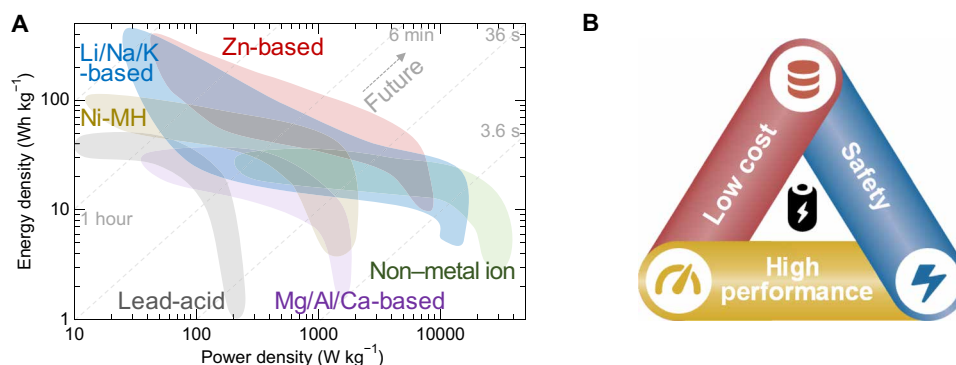 A
Energy density (Wh kg⁻¹)
100
10
1
Li/Na/K
-based
Zn-based
6 min
36 s
Future
Ni-MH
3.6 s
1 hour
Non–metal ion
Lead-acid
Mg/Al/Ca-based
10
100
1000
10000
Power density (W kg⁻¹)
B
Low cost
Safety
High
performance